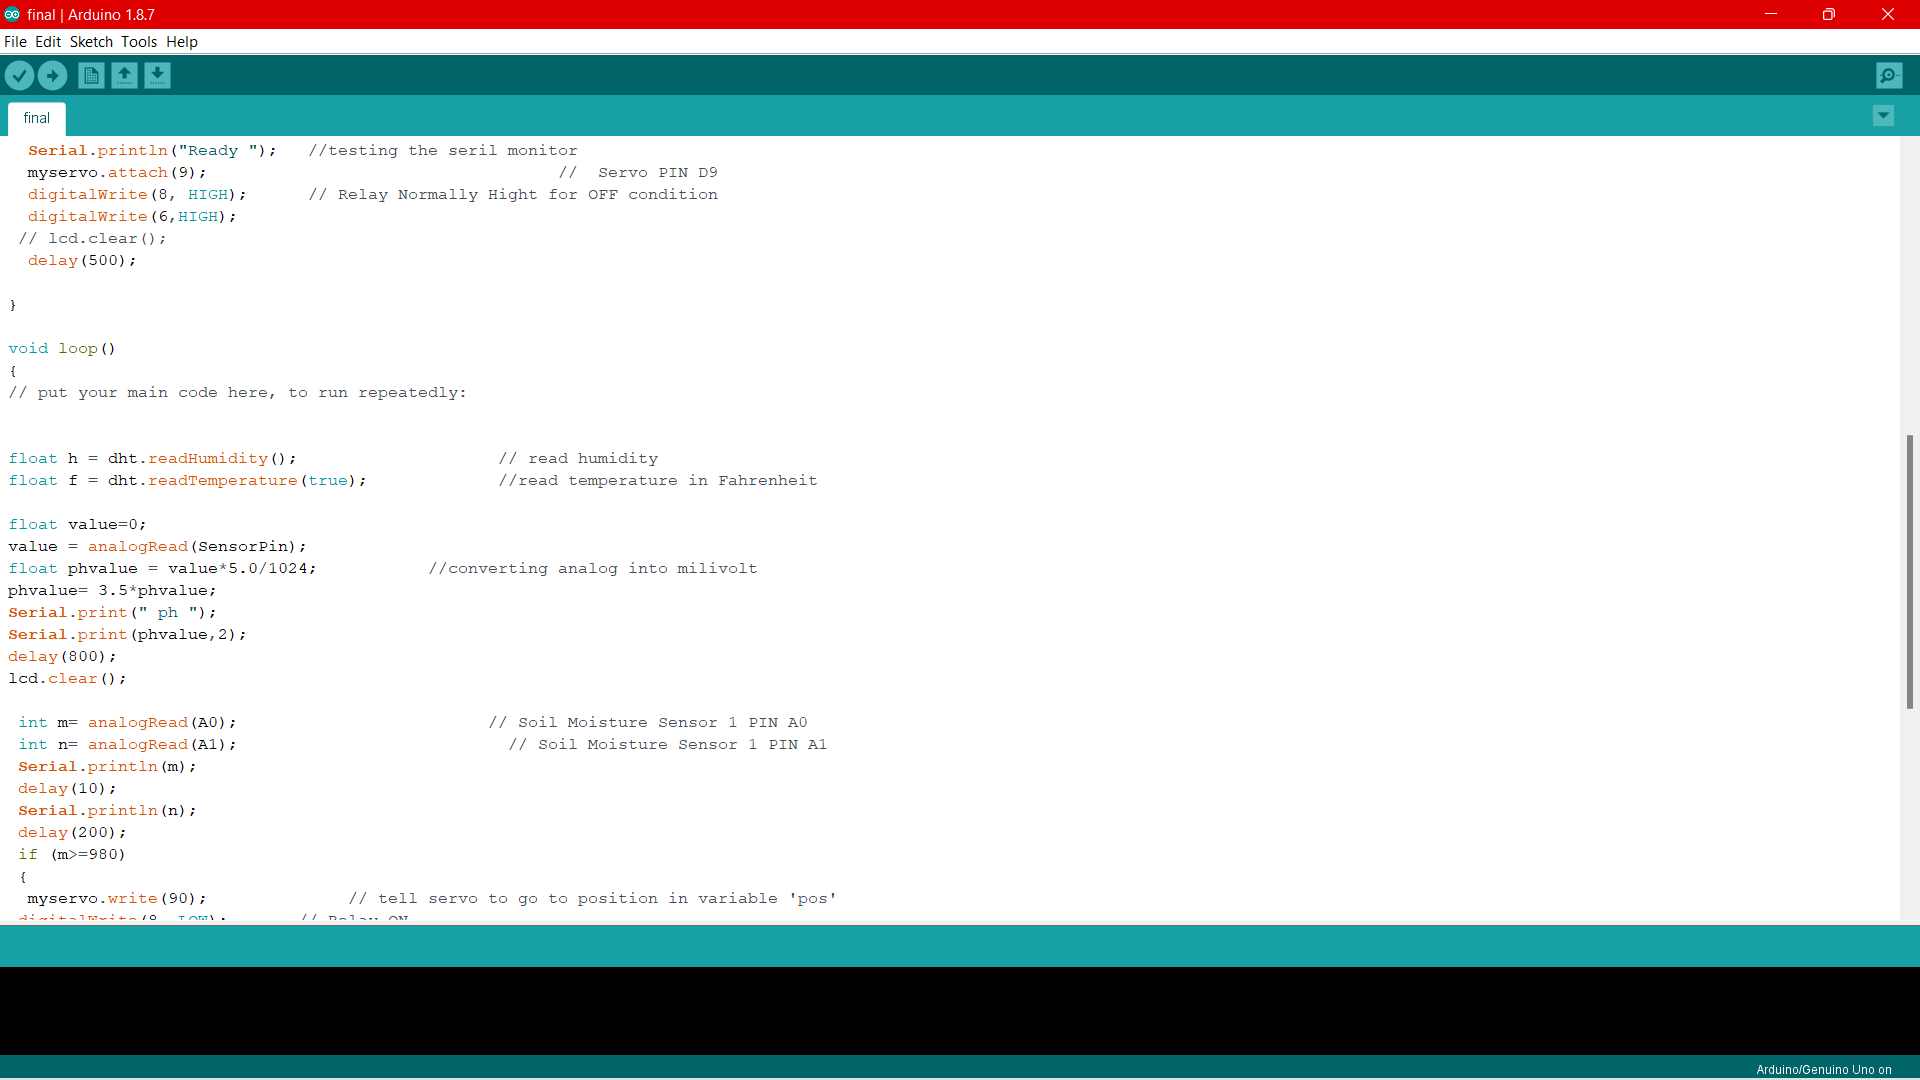 final | Arduino 1.8.7
File Edit Sketch Tools Help
final
Serial.println("Ready ");   //testing the seril monitor
myservo.attach(9);   //  Servo PIN D9
digitalWrite(8, HIGH);   // Relay Normally Hight for OFF condition
digitalWrite(6,HIGH);
// lcd.clear();
delay(500);
}
void loop()
{
// put your main code here, to run repeatedly:
float h = dht.readHumidity();   // read humidity
float f = dht.readTemperature(true);   //read temperature in Fahrenheit
float value=0;
value = analogRead(SensorPin);
float phvalue = value*5.0/1024;   //converting analog into milivolt
phvalue= 3.5*phvalue;
Serial.print(" ph ");
Serial.print(phvalue,2);
delay(800);
lcd.clear();
int m= analogRead(A0);   // Soil Moisture Sensor 1 PIN A0
int n= analogRead(A1);   // Soil Moisture Sensor 1 PIN A1
Serial.println(m);
delay(10);
Serial.println(n);
delay(200);
if (m>=980)
{
myservo.write(90);   // tell servo to go to position in variable 'pos'
digitalWrite(8, LOW);   // Relay ON
Arduino/Genuino Uno on